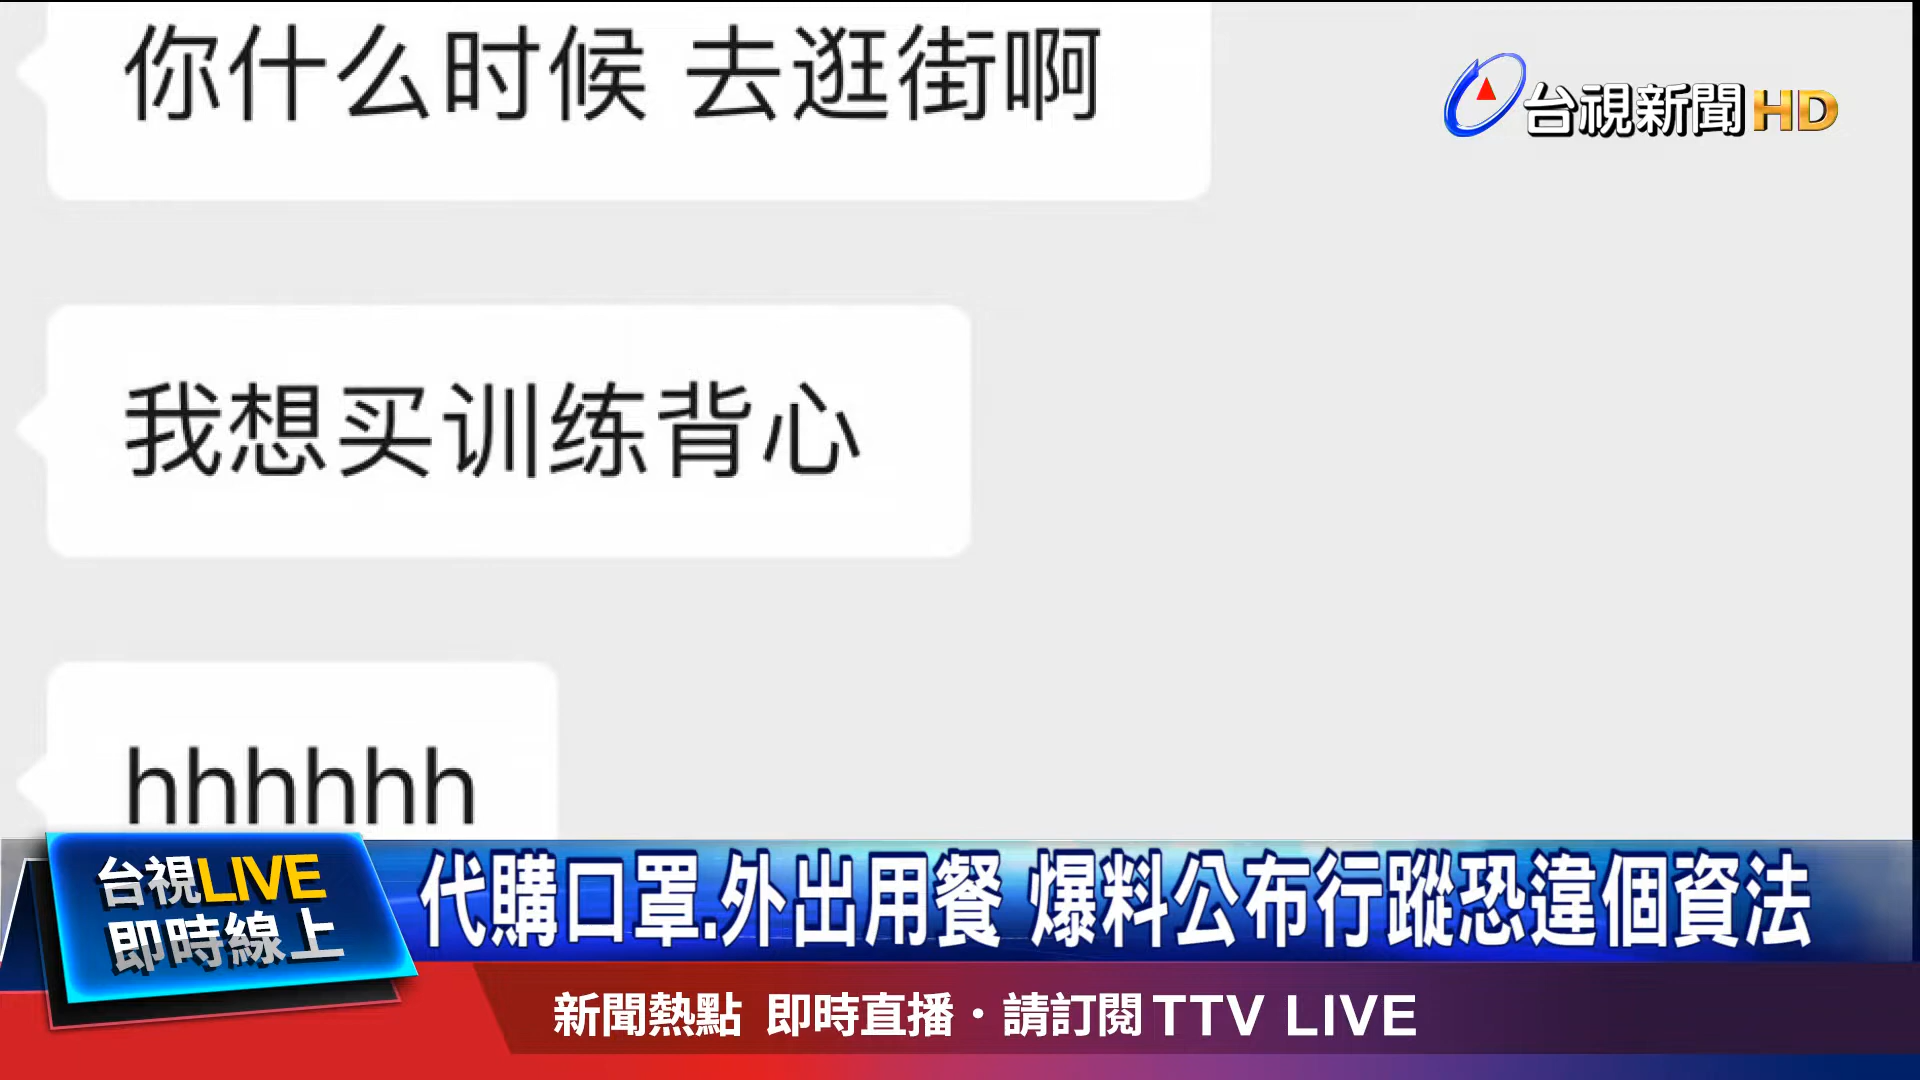 你什么时候 去逛街啊
台視新聞HD
我想买训练背心
hhhhhh
台視LIVE
即時線上
代購口罩.外出用餐 爆料公布行蹤恐違個資法
新聞熱點 即時直播·請訂閱TTV LIVE